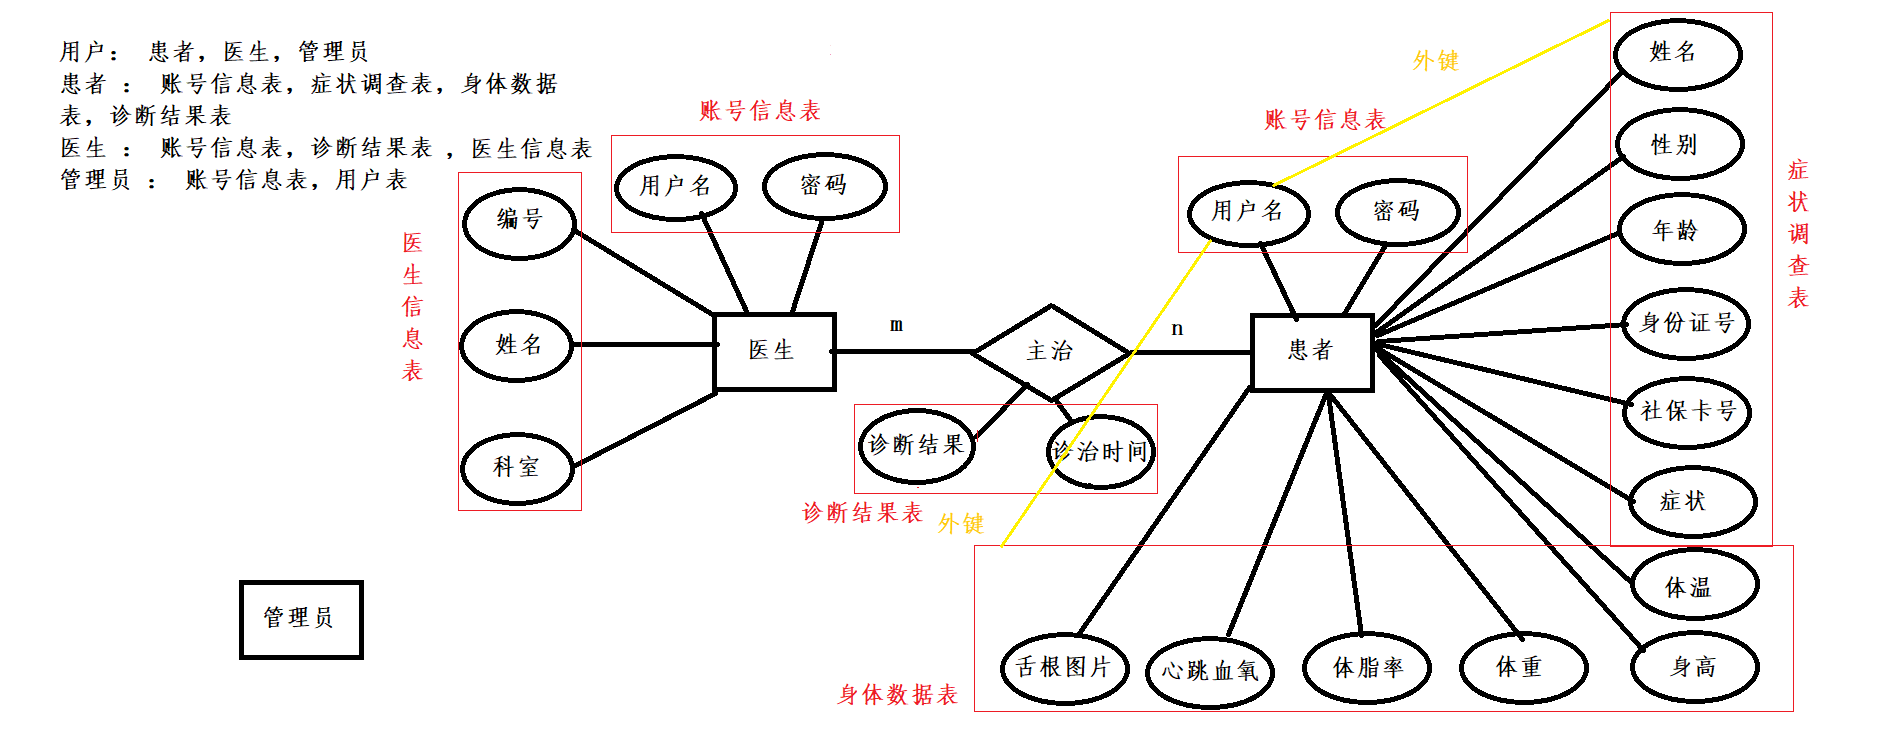 用户： 患者，医生，管理员
患者 ： 账号信息表，症状调查表，身体数据
表，诊断结果表
医生 ： 账号信息表，诊断结果表 ，医生信息表
管理员 ： 账号信息表，用户表
账号信息表
用户名
密码
医生信息表
编号
姓名
科室
医生
m
主治
n
诊断结果
诊治时间
诊断结果表
外键
账号信息表
用户名
密码
外键
患者
姓名
性别
年龄
身份证号
社保卡号
症状
症状调查表
体温
身高
体重
体脂率
心跳血氧
舌根图片
身体数据表
管理员